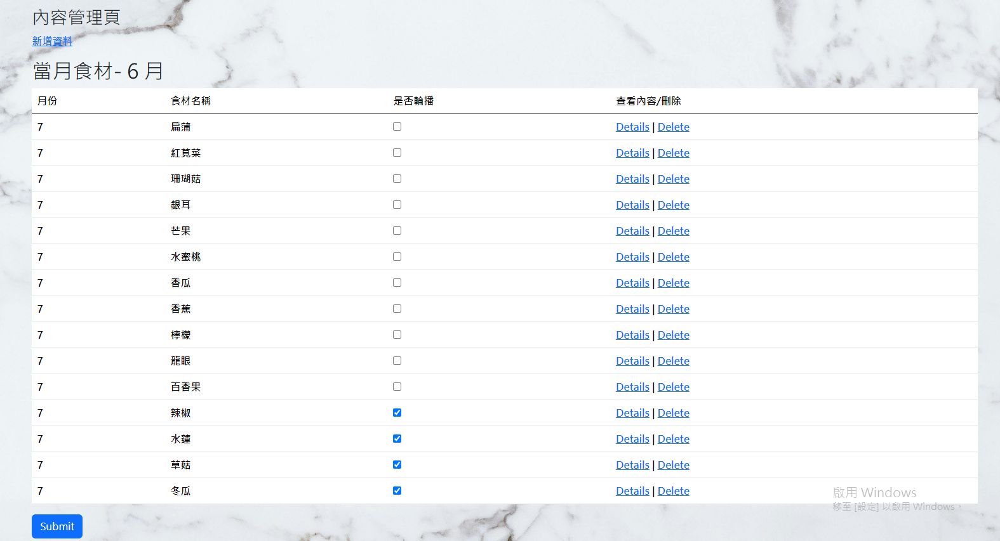 內容管理頁
新增資料
當月食材- 6 月
月份 食材名稱 是否輪播 查看內容/刪除
7 扁蒲 Details | Delete
7 紅莧菜 Details | Delete
7 珊瑚菇 Details | Delete
7 銀耳 Details | Delete
7 芒果 Details | Delete
7 水蜜桃 Details | Delete
7 香瓜 Details | Delete
7 香蕉 Details | Delete
7 檸檬 Details | Delete
7 龍眼 Details | Delete
7 百香果 Details | Delete
7 辣椒 Details | Delete
7 水蓮 Details | Delete
7 草菇 Details | Delete
7 冬瓜 Details | Delete
啟用 Windows
移至 [設定] 以啟用 Windows。
Submit